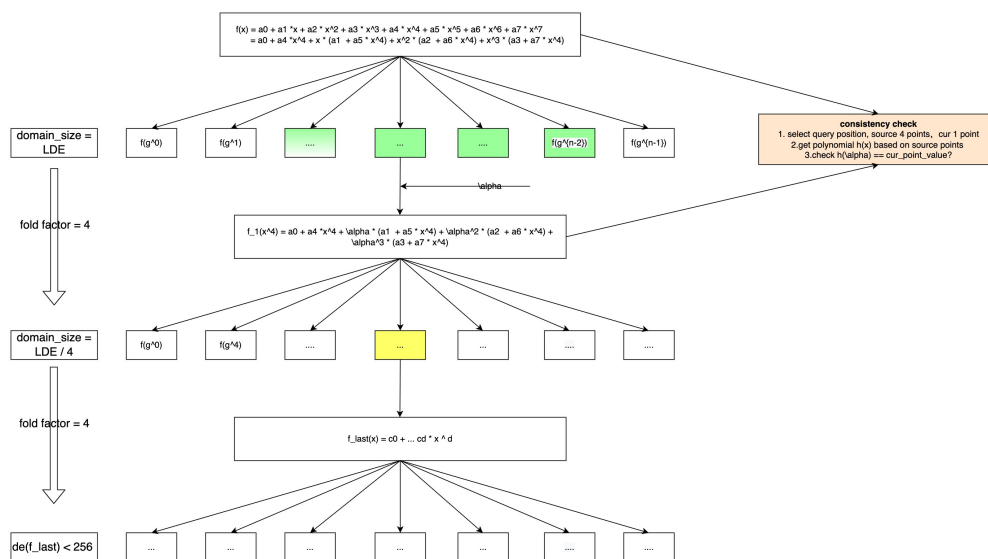 f(x) = a0 + a1 *x + a2 * x^2 + a3 * x^3 + a4 * x^4 + a5 * x^5 + a6 * x^6 + a7 * x^7
= a0 + a4 *x^4 + x * (a1 + a5 * x^4) + x^2 * (a2 + a6 * x^4) + x^3 * (a3 + a7 * x^4)
domain_size =
LDE
f(g^0)
f(g^1)
....
...
....
f(g^{n-2})
f(g^{n-1})
consistency check
1. select query position, source 4 points, cur 1 point
2.get polynomial h(x) based on source points
3.check h(\alpha) == cur_point_value?
\alpha
fold factor = 4
f_1(x^4) = a0 + a4 *x^4 + \alpha * (a1 + a5 * x^4) + \alpha^2 * (a2 + a6 * x^4) +
\alpha^3 * (a3 + a7 * x^4)
domain_size =
LDE / 4
f(g^0)
f(g^4)
....
...
...
....
....
fold factor = 4
f_last(x) = c0 + ... cd * x ^ d
de(f_last) < 256
...
...
...
...
...
....
....